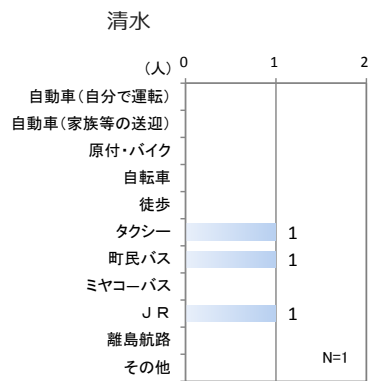 清水
(人) 0 1 2
自動車(自分で運転)
自動車(家族等の送迎)
原付・バイク
自転車
徒歩
タクシー 1
町民バス 1
ミヤコーバス
ＪＲ 1
離島航路
その他
N=1